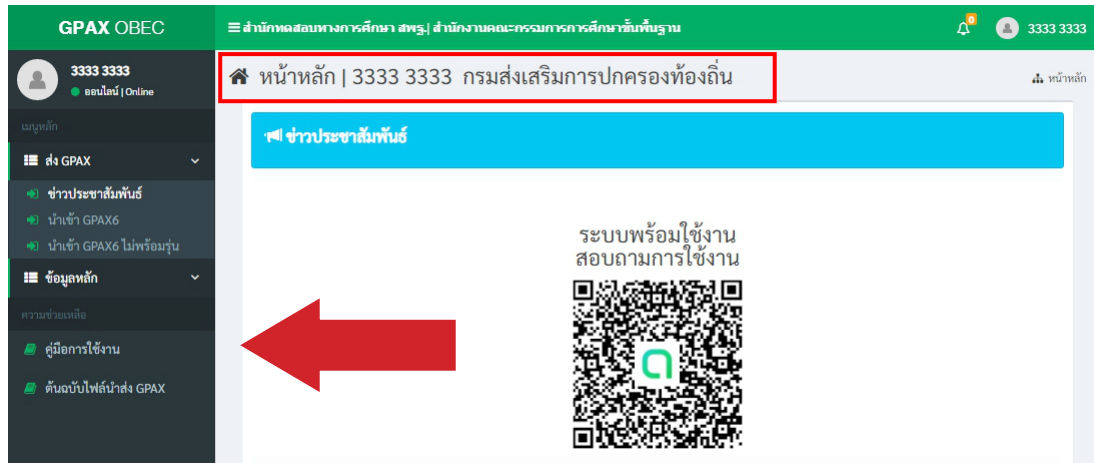 GPAX OBEC
สำนักทดสอบทางการศึกษา สพฐ.| สำนักงานคณะกรรมการการศึกษาขั้นพื้นฐาน
0
3333 3333
3333 3333
ออนไลน์ | Online
หน้าหลัก | 3333 3333 กรมส่งเสริมการปกครองท้องถิ่น
หน้าหลัก
เมนูหลัก
ส่ง GPAX
ข่าวประชาสัมพันธ์
นำเข้า GPAX6
นำเข้า GPAX6 ไม่พร้อมรุ่น
ข้อมูลหลัก
ความช่วยเหลือ
คู่มือการใช้งาน
ต้นฉบับไฟล์นำส่ง GPAX
ข่าวประชาสัมพันธ์
ระบบพร้อมใช้งาน
สอบถามการใช้งาน